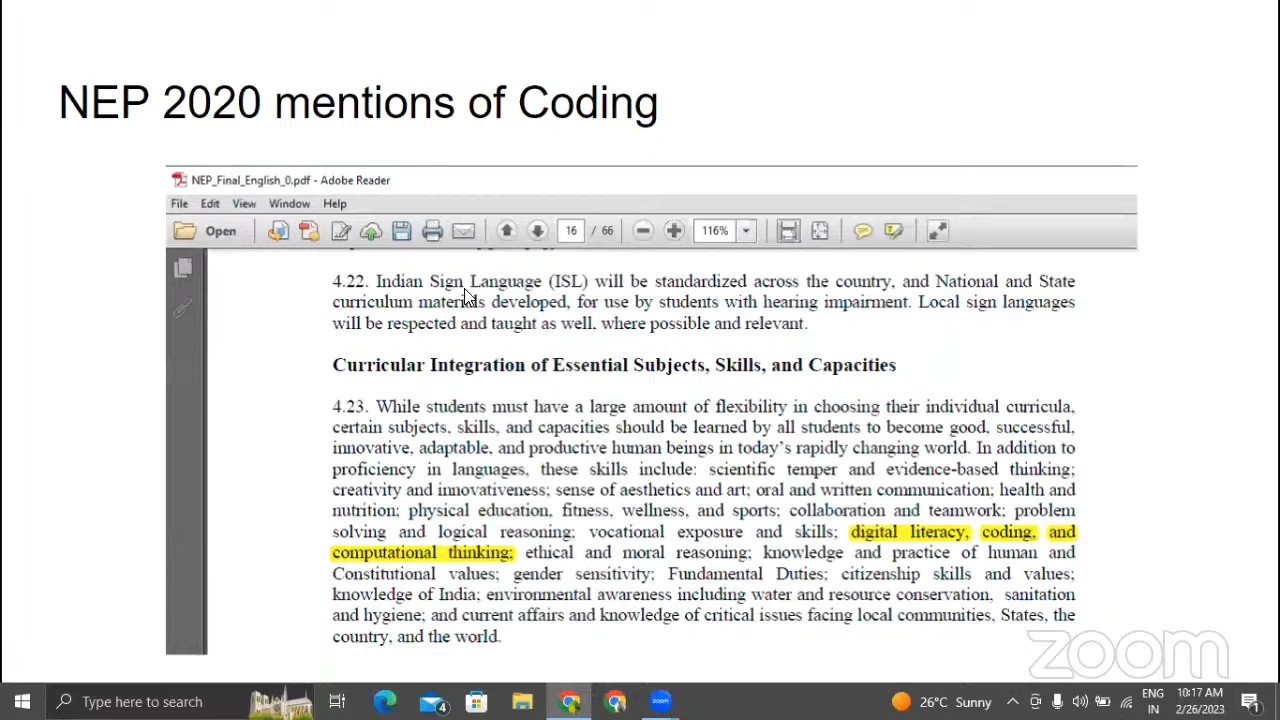 NEP 2020 mentions of Coding
NEP_Final_English_0.pdf - Adobe Reader
File Edit View Window Help
Open 16 / 66 116%
4.22. Indian Sign Language (ISL) will be standardized across the country, and National and State
curriculum materials developed, for use by students with hearing impairment. Local sign languages
will be respected and taught as well, where possible and relevant.
Curricular Integration of Essential Subjects, Skills, and Capacities
4.23. While students must have a large amount of flexibility in choosing their individual curricula,
certain subjects, skills, and capacities should be learned by all students to become good, successful,
innovative, adaptable, and productive human beings in today's rapidly changing world. In addition to
proficiency in languages, these skills include: scientific temper and evidence-based thinking;
creativity and innovativeness; sense of aesthetics and art; oral and written communication; health and
nutrition; physical education, fitness, wellness, and sports; collaboration and teamwork; problem
solving and logical reasoning; vocational exposure and skills; digital literacy, coding, and
computational thinking; ethical and moral reasoning; knowledge and practice of human and
Constitutional values; gender sensitivity; Fundamental Duties; citizenship skills and values;
knowledge of India; environmental awareness including water and resource conservation, sanitation
and hygiene; and current affairs and knowledge of critical issues facing local communities, States, the
country, and the world.
zoom
Type here to search 4 zoom 26°C Sunny ENG 10:17 AM
IN 2/26/2023 1